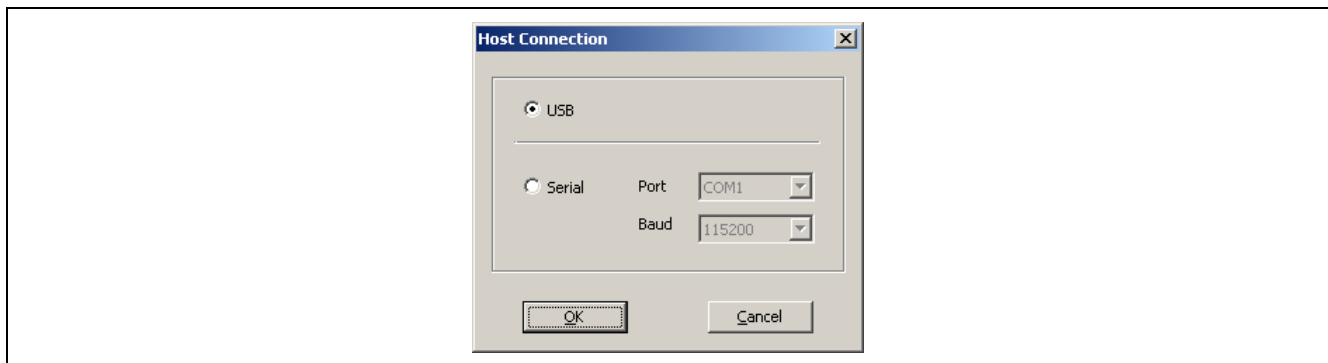 Host Connection
USB
Serial Port COM1
Baud 115200
OK Cancel